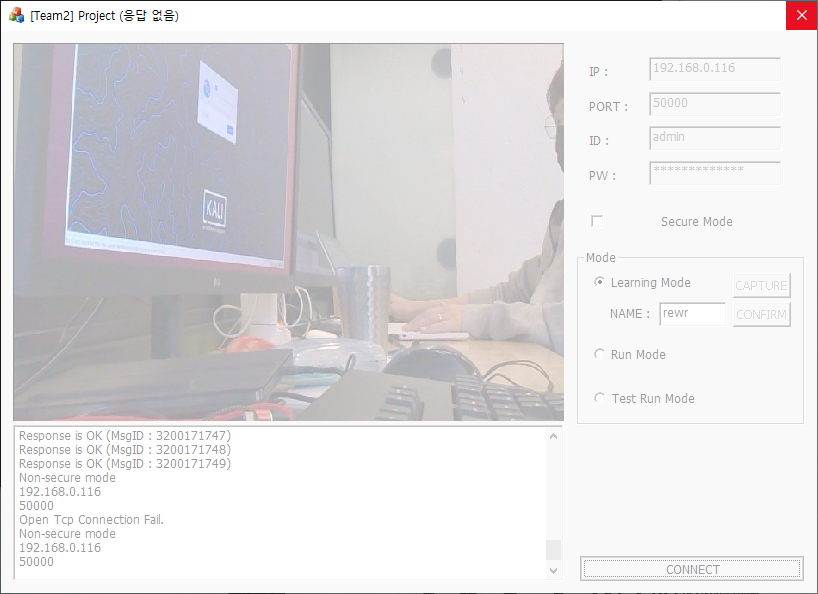 [Team2] Project (응답 없음)
KALI
IP :
192.168.0.116
PORT :
50000
ID :
admin
PW :
*************
Secure Mode
Mode
Learning Mode
CAPTURE
NAME :
rewr
CONFIRM
Run Mode
Test Run Mode
Response is OK (MsgID : 3200171747)
Response is OK (MsgID : 3200171748)
Response is OK (MsgID : 3200171749)
Non-secure mode
192.168.0.116
50000
Open Tcp Connection Fail.
Non-secure mode
192.168.0.116
50000
CONNECT